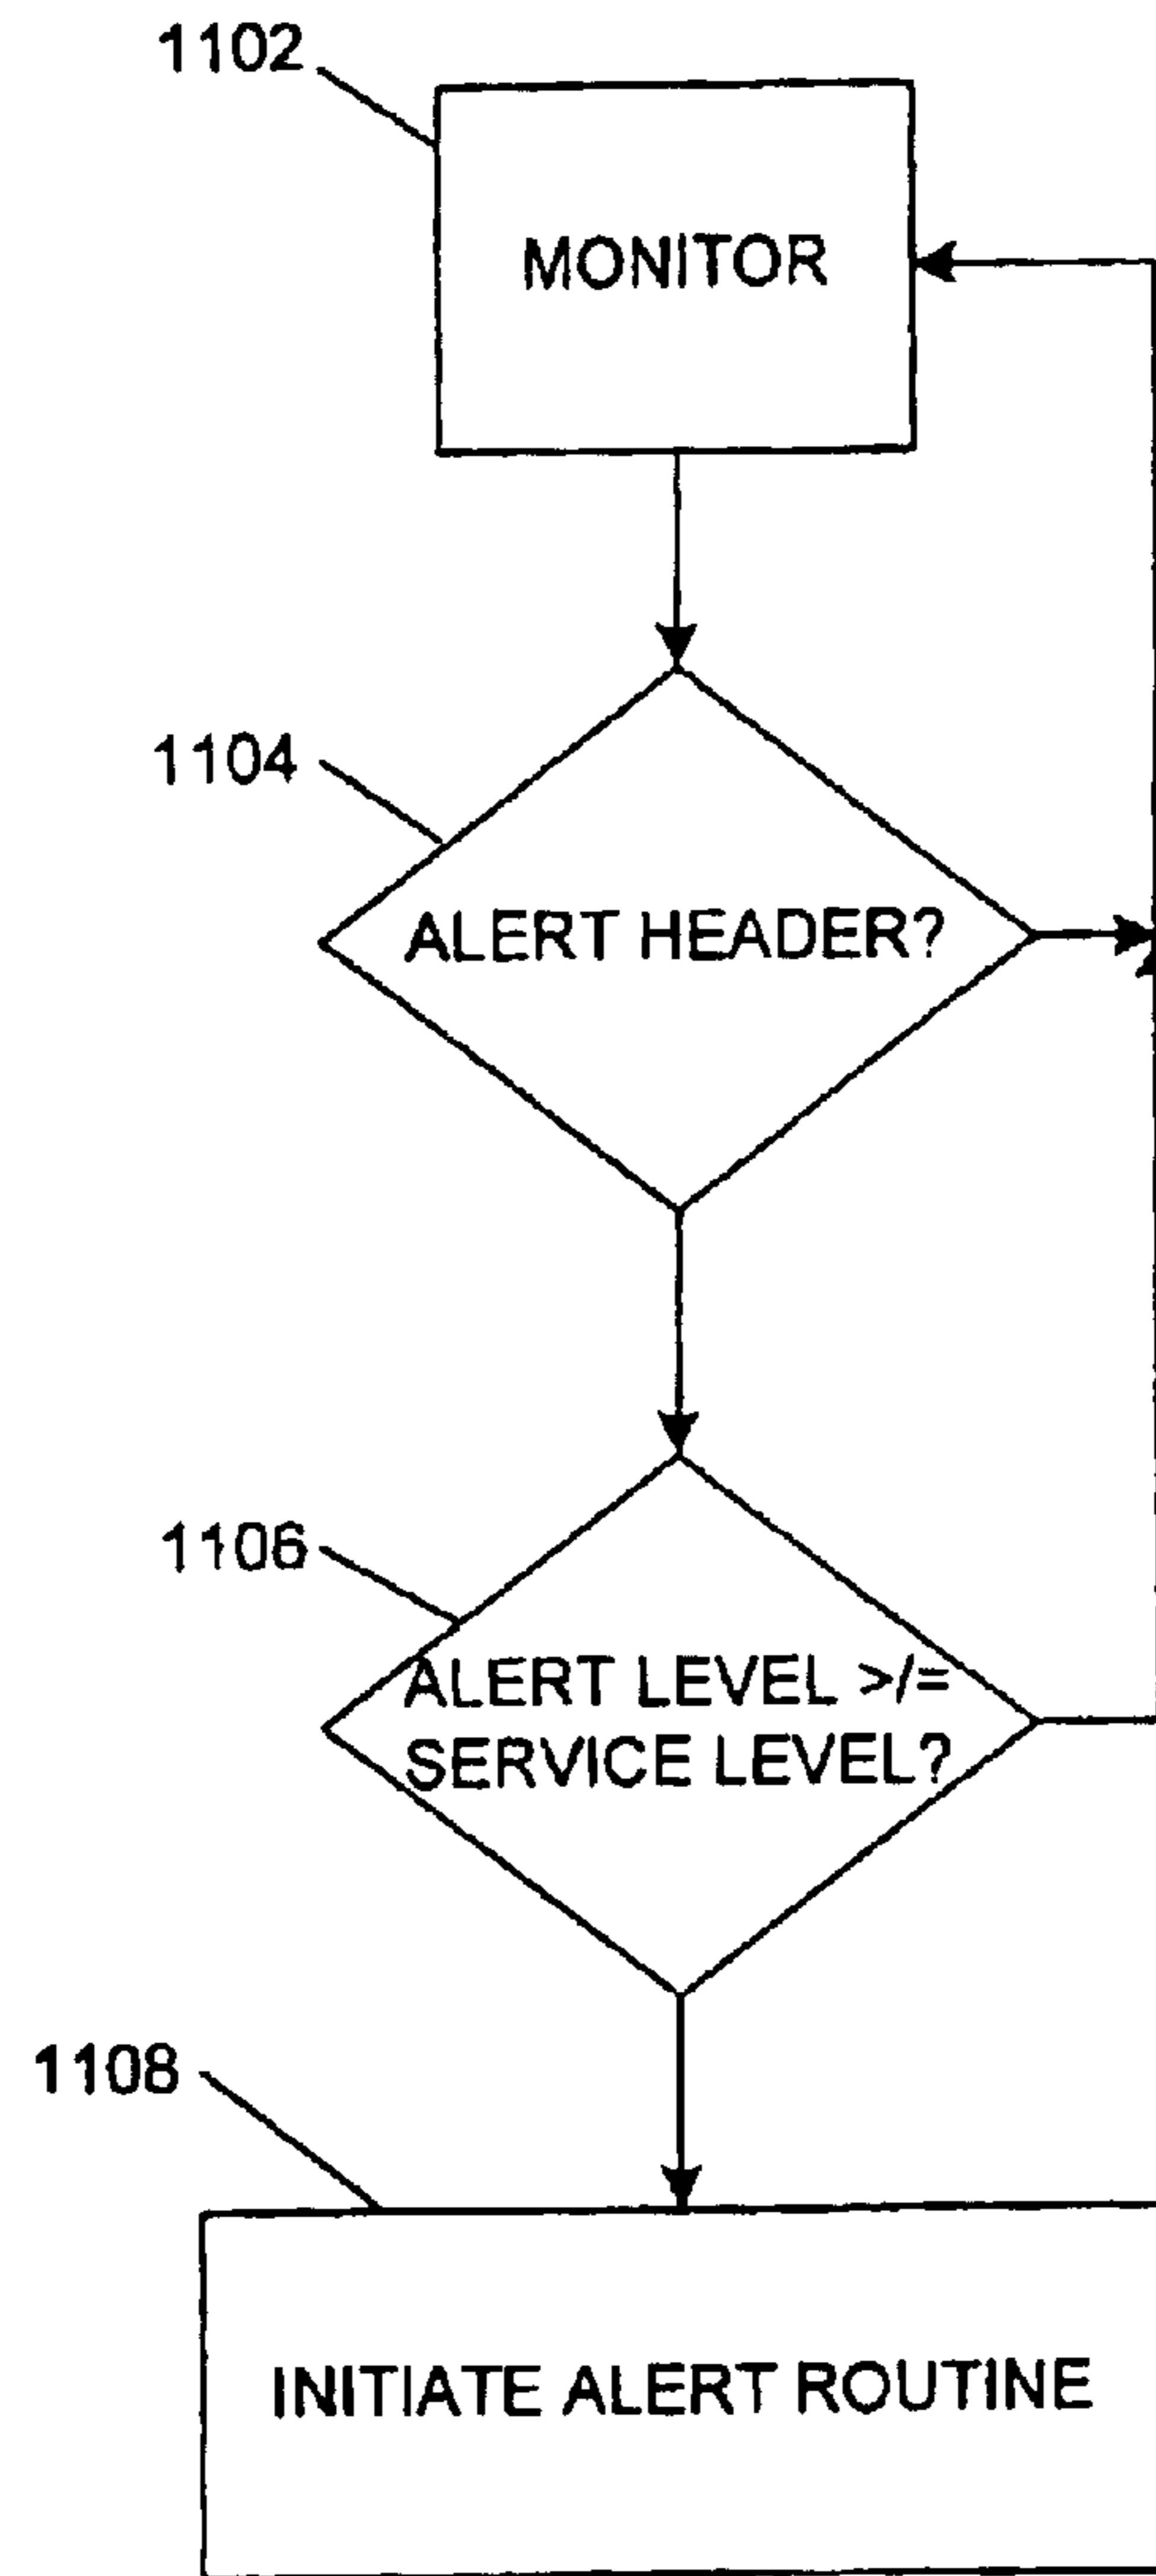 1102
MONITOR
1104
ALERT HEADER?
1106
ALERT LEVEL >/=
SERVICE LEVEL?
1108
INITIATE ALERT ROUTINE